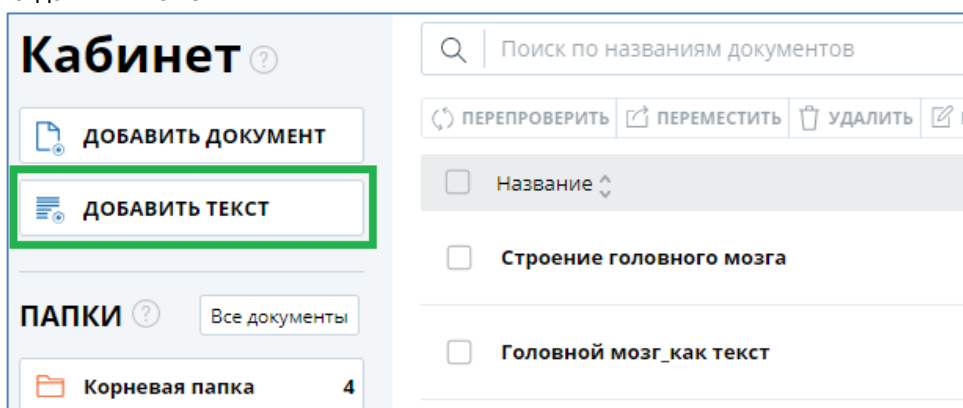 Кабинет
Поиск по названиям документов
ДОБАВИТЬ ДОКУМЕНТ
ПЕРЕПРОВЕРИТЬ ПЕРЕМЕСТИТЬ УДАЛИТЬ
Название
ДОБАВИТЬ ТЕКСТ
Строение головного мозга
ПАПКИ Все документы
Головной мозг_как текст
Корневая папка 4